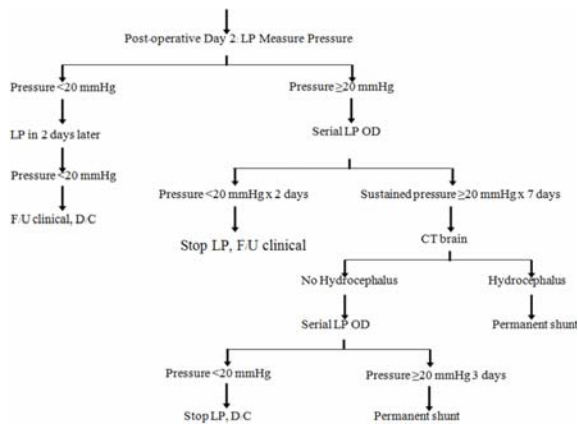 Post-operative Day 2: LP Measure Pressure
Pressure <20 mmHg
Pressure ≥20 mmHg
LP in 2 days later
Serial LP OD
Pressure <20 mmHg
Pressure <20 mmHg x 2 days
Sustained pressure ≥20 mmHg x 7 days
F/U clinical, D/C
Stop LP, F/U clinical
CT brain
No Hydrocephalus
Hydrocephalus
Serial LP OD
Permanent shunt
Pressure <20 mmHg
Pressure ≥20 mmHg 3 days
Stop LP, D/C
Permanent shunt